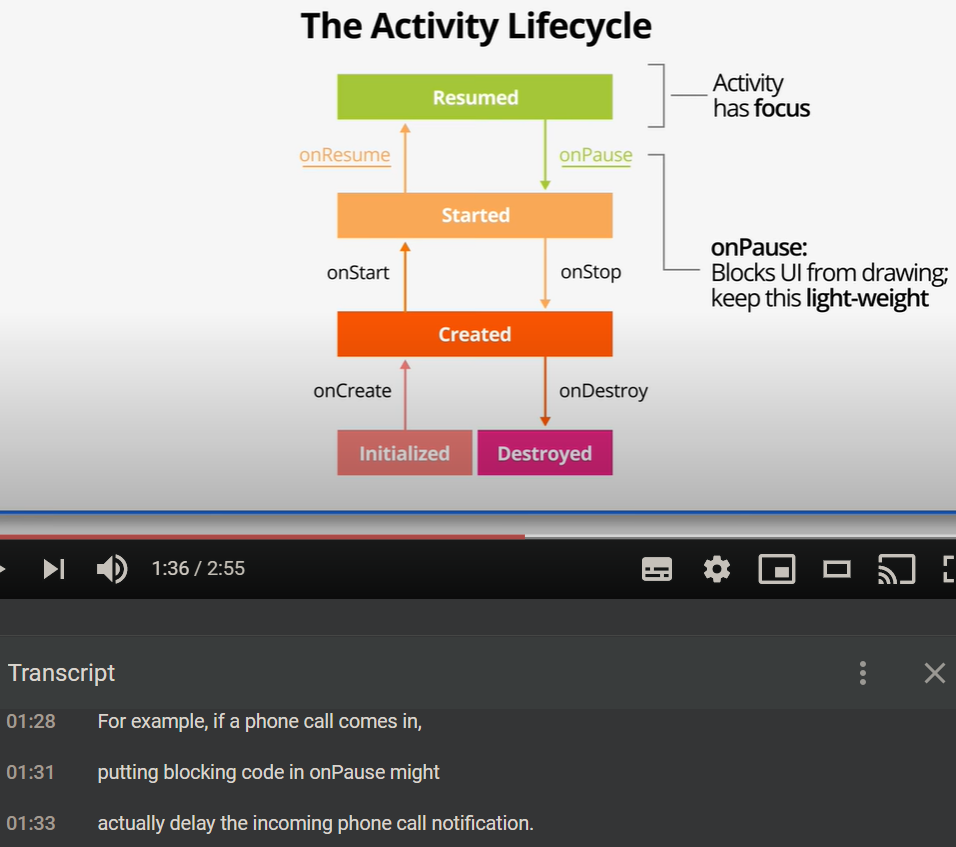 The Activity Lifecycle
Resumed
Activity
has focus
onResume
onPause
Started
onPause:
Blocks UI from drawing;
keep this light-weight
onStart
onStop
Created
onCreate
onDestroy
Initialized
Destroyed
1:36 / 2:55
Transcript
01:28 For example, if a phone call comes in,
01:31 putting blocking code in onPause might
01:33 actually delay the incoming phone call notification.